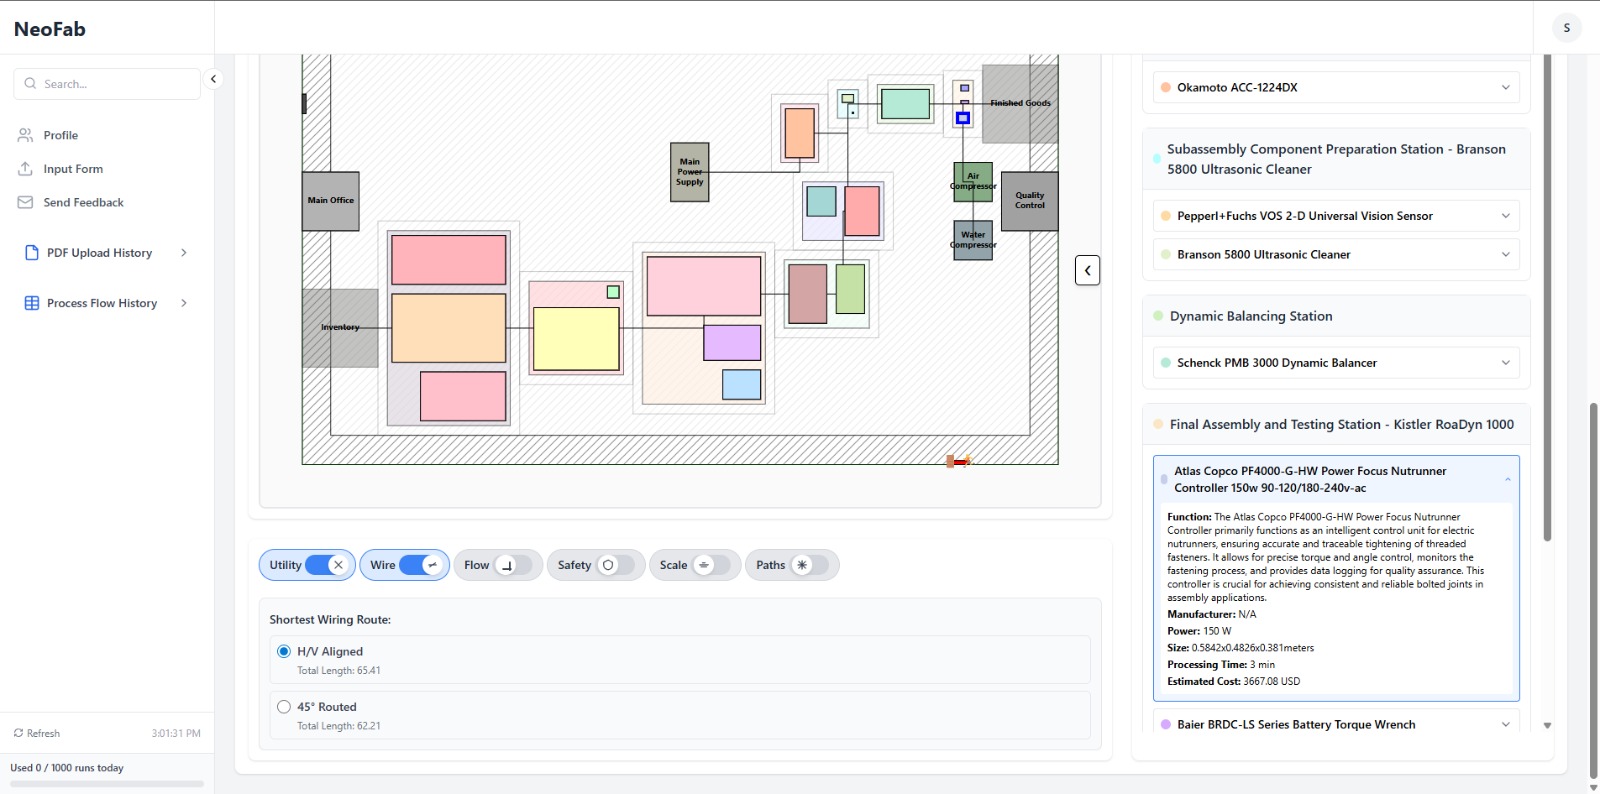 NeoFab
S
Search...
Profile
Input Form
Send Feedback
PDF Upload History
Process Flow History
Refresh
3:01:31 PM
Used 0 / 1000 runs today
Main Office
Inventory
Main
Power
Supply
Finished Goods
Air
Compressor
Quality
Control
Water
Compressor
Utility
Wire
Flow
Safety
Scale
Paths
Shortest Wiring Route:
H/V Aligned
Total Length: 65.41
45° Routed
Total Length: 62.21
Okamoto ACC-1224DX
Subassembly Component Preparation Station - Branson
5800 Ultrasonic Cleaner
Pepperl+Fuchs VOS 2-D Universal Vision Sensor
Branson 5800 Ultrasonic Cleaner
Dynamic Balancing Station
Schenck PMB 3000 Dynamic Balancer
Final Assembly and Testing Station - Kistler RoaDyn 1000
Atlas Copco PF4000-G-HW Power Focus Nutrunner
Controller 150w 90-120/180-240v-ac
Function: The Atlas Copco PF4000-G-HW Power Focus Nutrunner
Controller primarily functions as an intelligent control unit for electric
nutrunners, ensuring accurate and traceable tightening of threaded
fasteners. It allows for precise torque and angle control, monitors the
fastening process, and provides data logging for quality assurance. This
controller is crucial for achieving consistent and reliable bolted joints in
assembly applications.
Manufacturer: N/A
Power: 150 W
Size: 0.5842x0.4826x0.381meters
Processing Time: 3 min
Estimated Cost: 3667.08 USD
Baier BRDC-LS Series Battery Torque Wrench